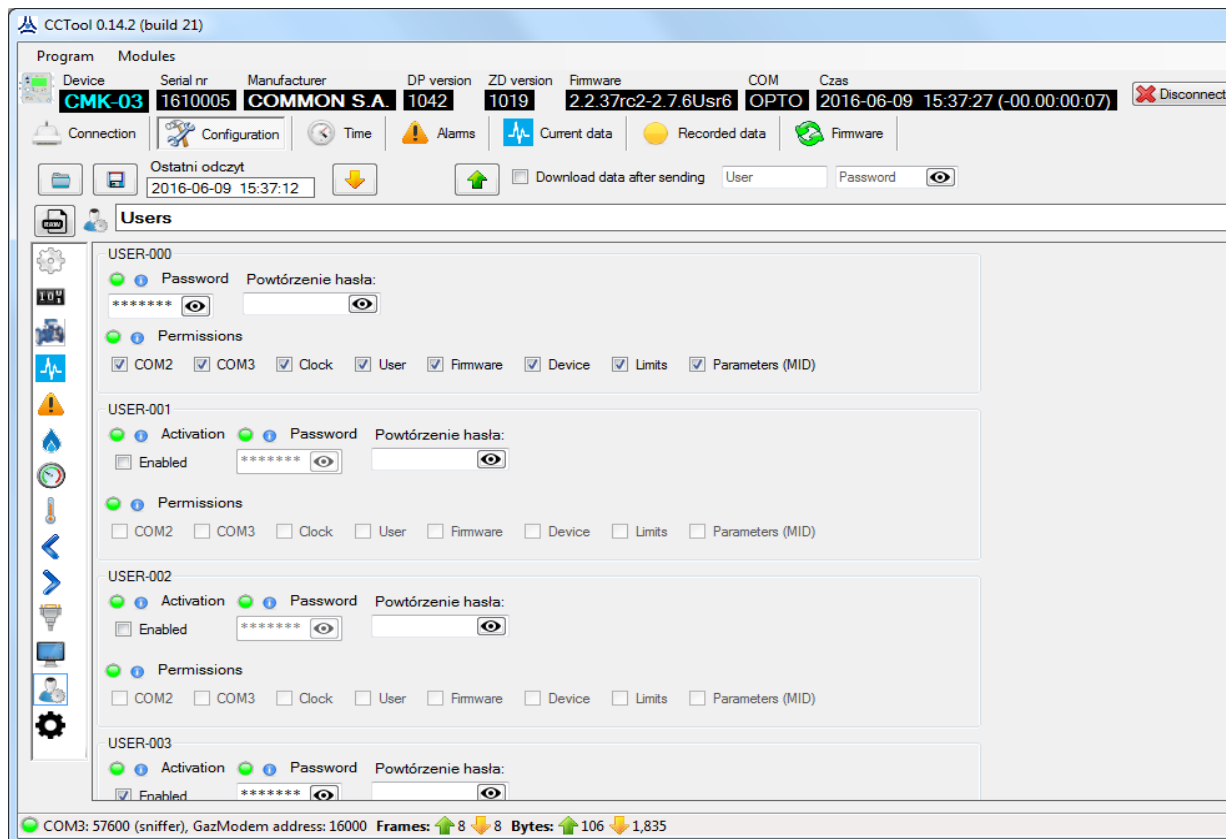 CCTool 0.14.2 (build 21)
Program Modules
Device Serial nr Manufacturer DP version ZD version Firmware COM Czas
CMK-03 1610005 COMMON S.A. 1042 1019 2.2.37rc2-2.7.6Usr6 OPTO 2016-06-09 15:37:27 (-00.00:00:07) Disconnect
Connection Configuration Time Alarms Current data Recorded data Firmware
Ostatni odczyt
2016-06-09 15:37:12 Download data after sending User Password
Users
USER-000
Password Powtórzenie hasła:
*******
Permissions
COM2 COM3 Clock User Firmware Device Limits Parameters (MID)
USER-001
Activation Password Powtórzenie hasła:
Enabled *******
Permissions
COM2 COM3 Clock User Firmware Device Limits Parameters (MID)
USER-002
Activation Password Powtórzenie hasła:
Enabled *******
Permissions
COM2 COM3 Clock User Firmware Device Limits Parameters (MID)
USER-003
Activation Password Powtórzenie hasła:
Enabled *******
COM3: 57600 (sniffer), GazModem address: 16000 Frames: 8 8 Bytes: 106 1,835